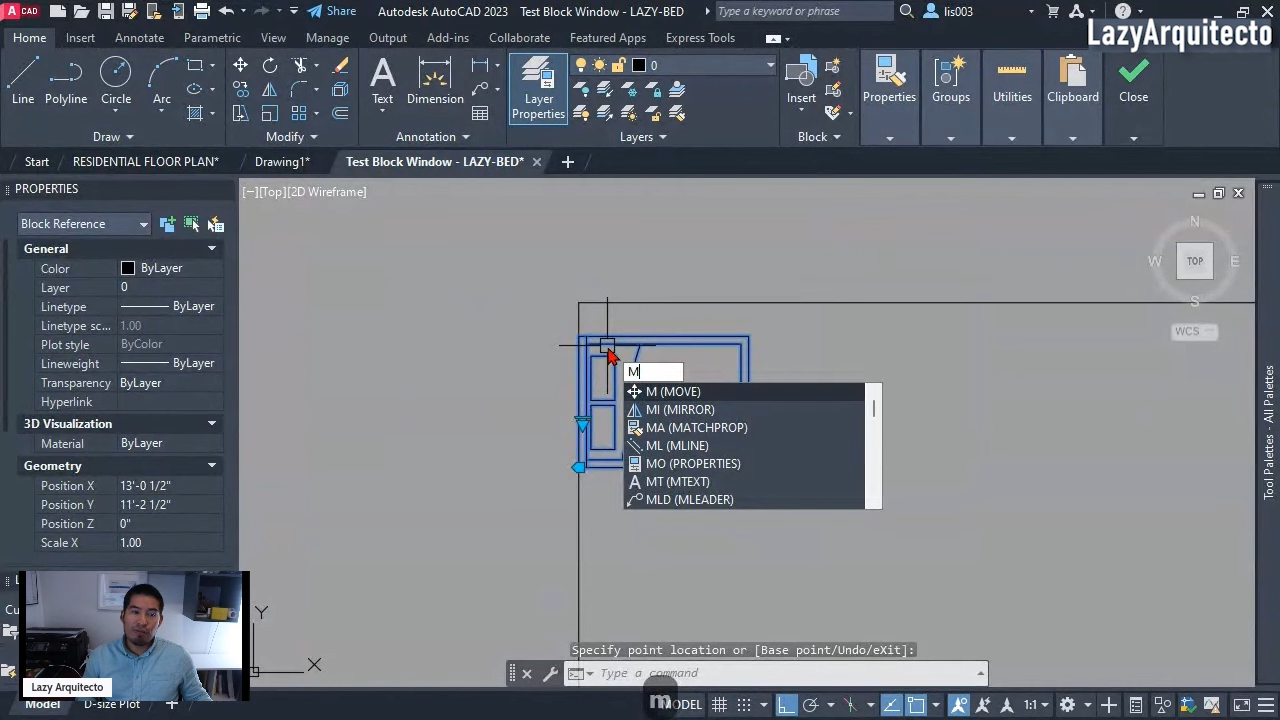 CAD
Share
Autodesk AutoCAD 2023
Test Block Window - LAZY-BED
Type a keyword or phrase
lis003
LazyArquitecto
Home
Insert
Annotate
Parametric
View
Manage
Output
Add-ins
Collaborate
Featured Apps
Express Tools
0
Line
Polyline
Circle
Arc
Text
Dimension
Layer
Properties
Insert
Properties
Groups
Utilities
Clipboard
Close
Draw
Modify
Annotation
Layers
Block
Start
RESIDENTIAL FLOOR PLAN*
Drawing1*
Test Block Window - LAZY-BED*
PROPERTIES
[−][Top][2D Wireframe]
Block Reference
General
Color ByLayer
Layer 0
Linetype ByLayer
Linetype sc... 1.00
Plot style ByColor
Lineweight ByLayer
Transparency ByLayer
Hyperlink
3D Visualization
Material ByLayer
Geometry
Position X 13'-0 1/2"
Position Y 11'-2 1/2"
Position Z 0"
Scale X 1.00
N
W
TOP
E
S
WCS
M
M (MOVE)
MI (MIRROR)
MA (MATCHPROP)
ML (MLINE)
MO (PROPERTIES)
MT (MTEXT)
MLD (MLEADER)
Tool Palettes - All Palettes
Cu
Y
X
Lazy Arquitecto
Specify point location or [Base point/Undo/eXit]:
Type a command
m
Model
D-size Plot
MODEL
1:1